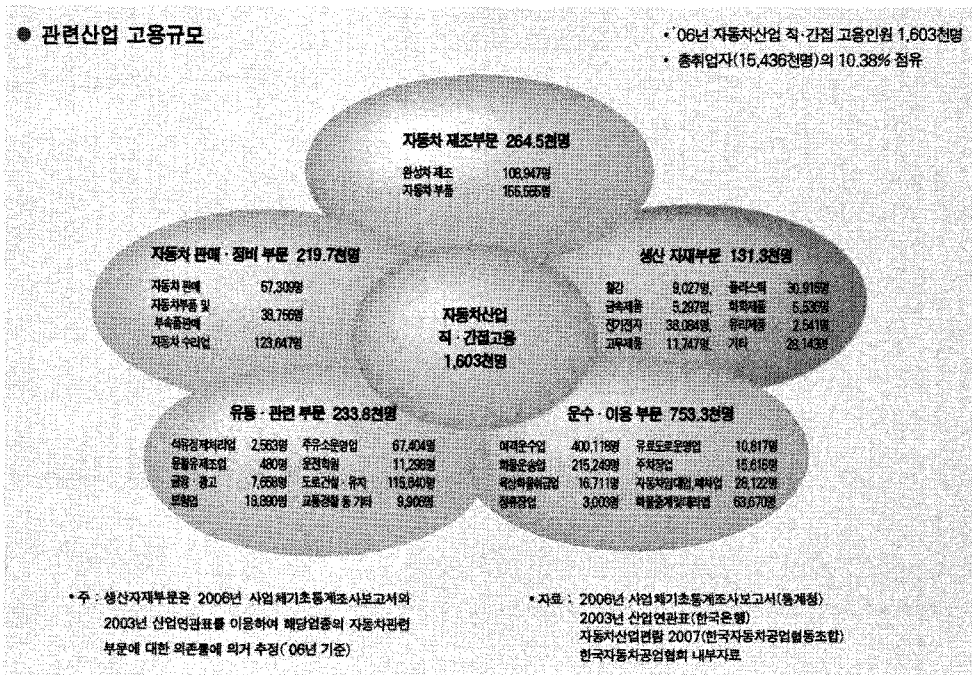 ● 관련산업 고용규모
• ´06년 자동차산업 직·간접 고용인원 1,603천명
• 총취업자(15,436천명)의 10.38% 점유
자동차 제조부문 264.5천명
완성차 제조 108,947명
자동차 부품 155,565명
자동차 판매·정비 부문 219.7천명
자동차 판매 57,309명
자동차부품 및
부속품판매 38,756명
자동차 수리업 123,647명
생산 자재부문 131.3천명
철강 9,027명, 플라스틱 30,915명
금속제품 5,297명, 화학제품 5,536명
전기전자 38,084명, 유리제품 2,541명
고무제품 11,747명, 기타 28,143명
자동차산업
직·간접고용
1,603천명
유통·관련 부문 233.8천명
석유정제처리업 2,563명 주유소운영업 67,404명
윤활유제조업 480명 운전학원 11,298명
금융·광고 7,658명 도로건설·유지 115,640명
보험업 18,890명 교통경찰 등 기타 9,906명
운수·이용 부문 753.3천명
여객운수업 400,118명 유료도로운영업 10,817명
화물운송업 215,249명 주차장업 15,615명
육상화물취급업 16,711명 자동차임대업,폐차업 28,122명
정류장업 3,003명 화물중개및대리업 63,670명
• 주 : 생산자재부문은 2006년 사업체기초통계조사보고서와
2003년 산업연관표를 이용하여 해당업종의 자동차관련
부문에 대한 의존률에 의거 추정(´06년 기준)
• 자료 : 2006년 사업체기초통계조사보고서(통계청)
2003년 산업연관표(한국은행)
자동차산업편람 2007(한국자동차공업협동조합)
한국자동차공업협회 내부자료